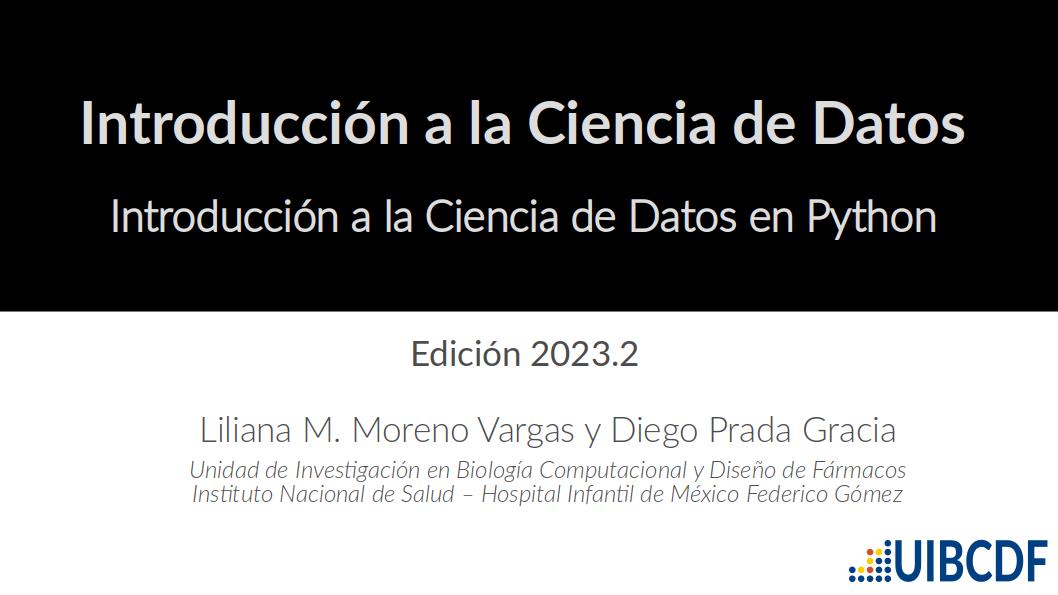 Introducción a la Ciencia de Datos
Introducción a la Ciencia de Datos en Python
Edición 2023.2
Liliana M. Moreno Vargas y Diego Prada Gracia
Unidad de Investigación en Biología Computacional y Diseño de Fármacos
Instituto Nacional de Salud – Hospital Infantil de México Federico Gómez
UIBCDF